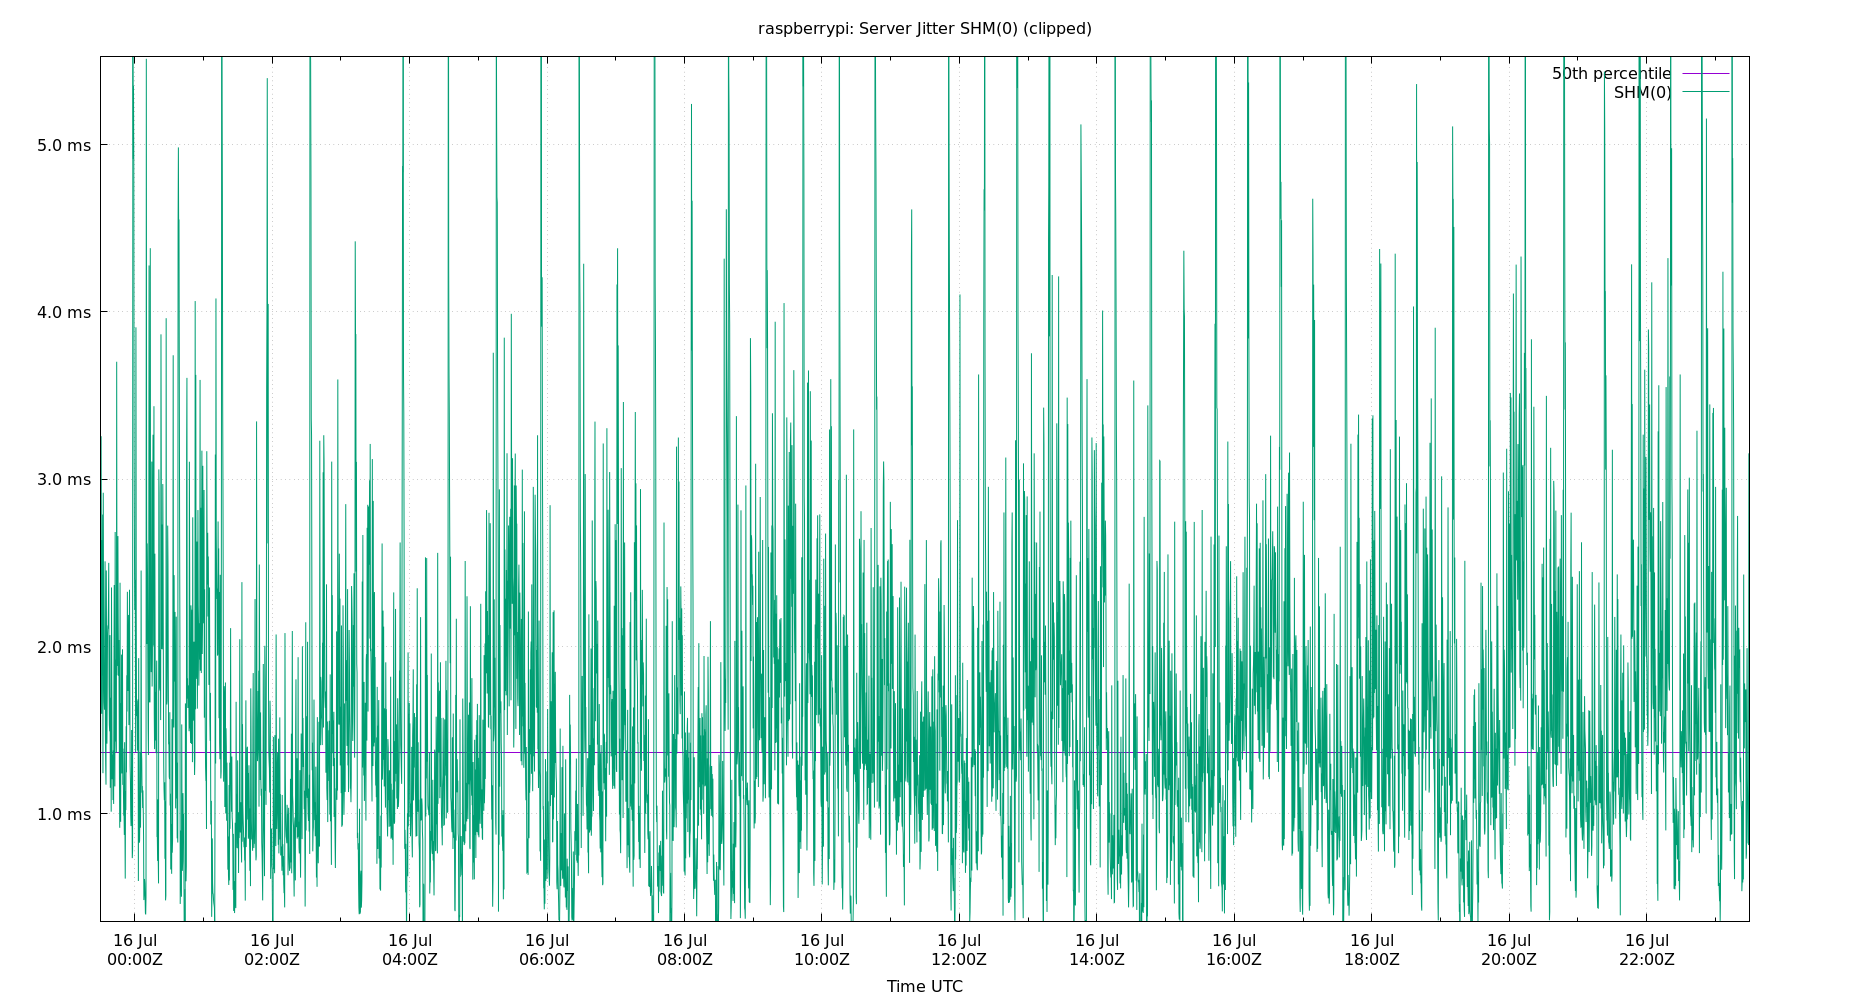 raspberrypi: Server Jitter SHM(0) (clipped)
50th percentile
SHM(0)
5.0 ms
4.0 ms
3.0 ms
2.0 ms
1.0 ms
16 Jul 16 Jul 16 Jul 16 Jul 16 Jul 16 Jul 16 Jul 16 Jul 16 Jul 16 Jul 16 Jul 16 Jul
00:00Z 02:00Z 04:00Z 06:00Z 08:00Z 10:00Z 12:00Z 14:00Z 16:00Z 18:00Z 20:00Z 22:00Z
Time UTC